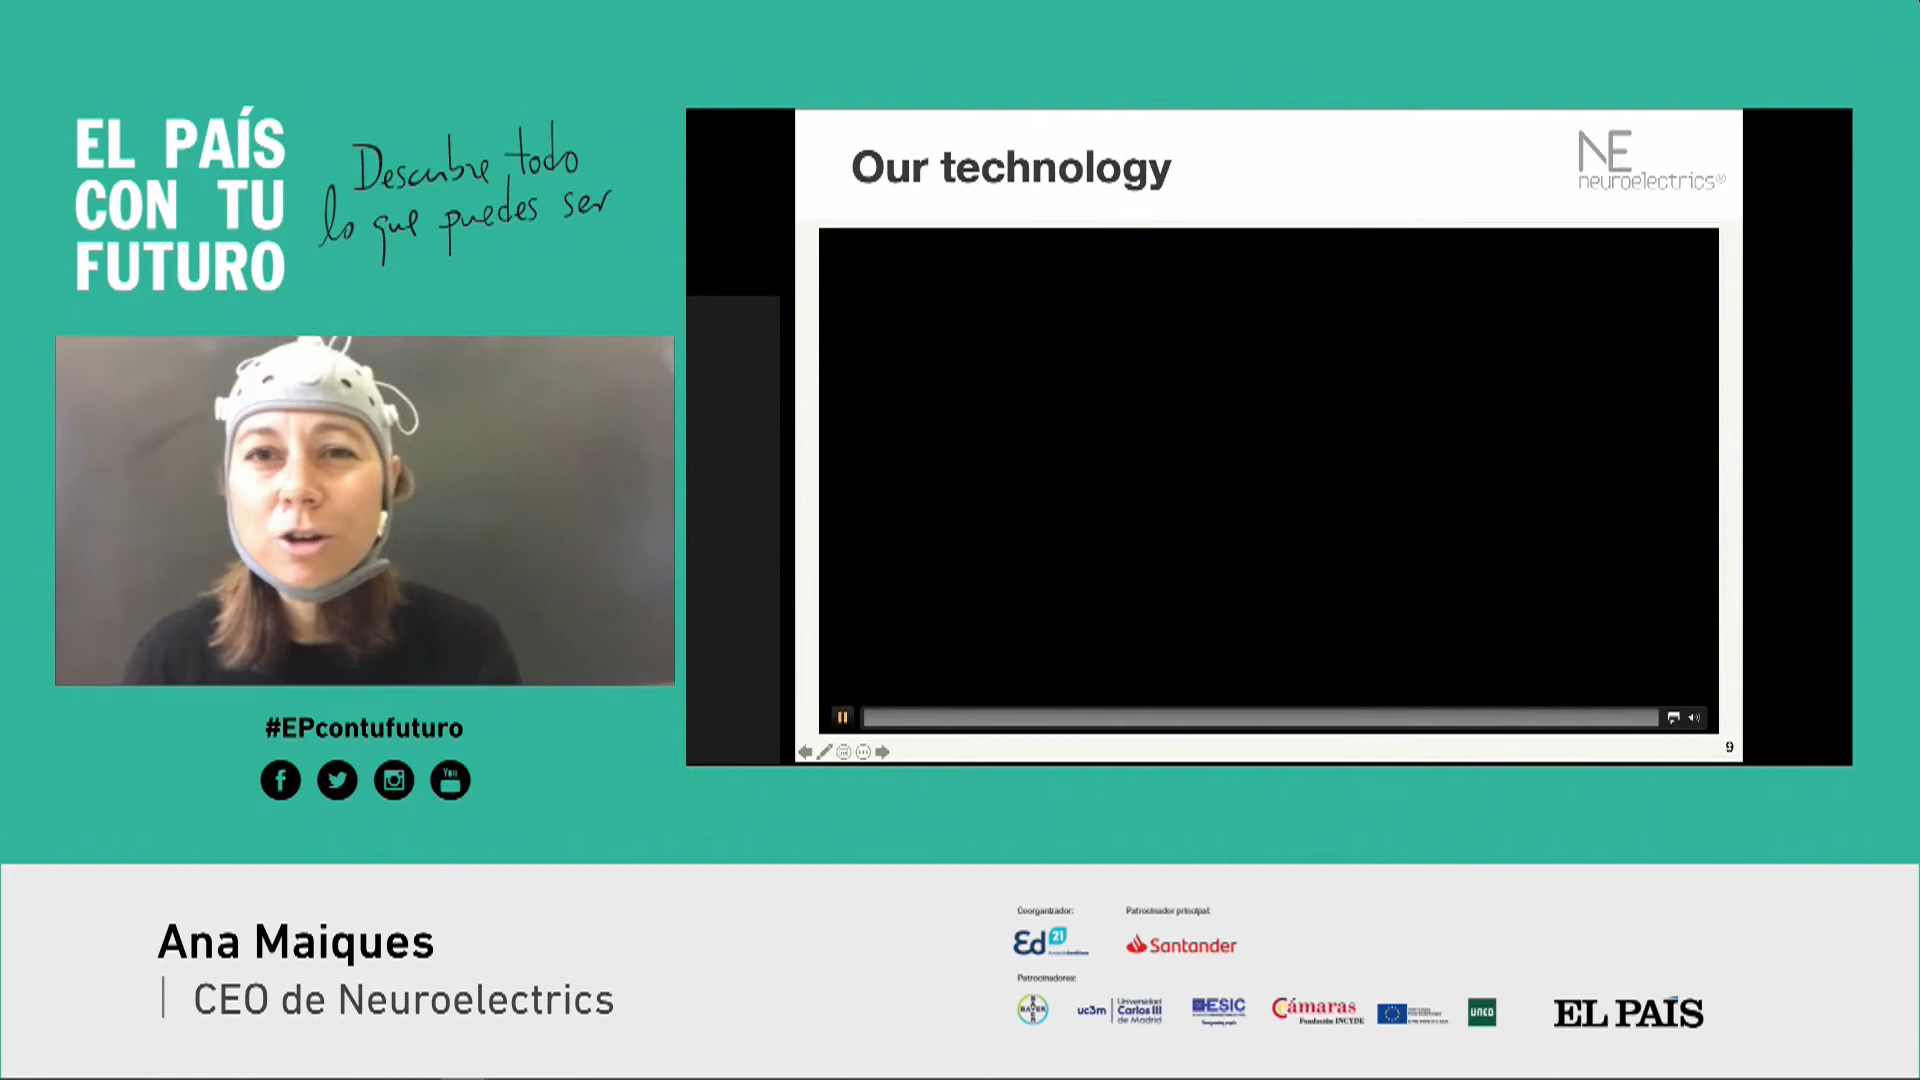 EL PAÍS
CON TU
FUTURO
Descubre todo
lo que puedes ser
Our technology
NE
neuroelectrics
9
#EPcontufuturo
You
Ana Maiques
CEO de Neuroelectrics
Coorganizador:
Patrocinador principal:
Ed 21
Santander
Patrocinadores:
BAYER
uc3m
Universidad
Carlos III
de Madrid
ESIC
Cámaras
Fundación INCYDE
EL PAÍS